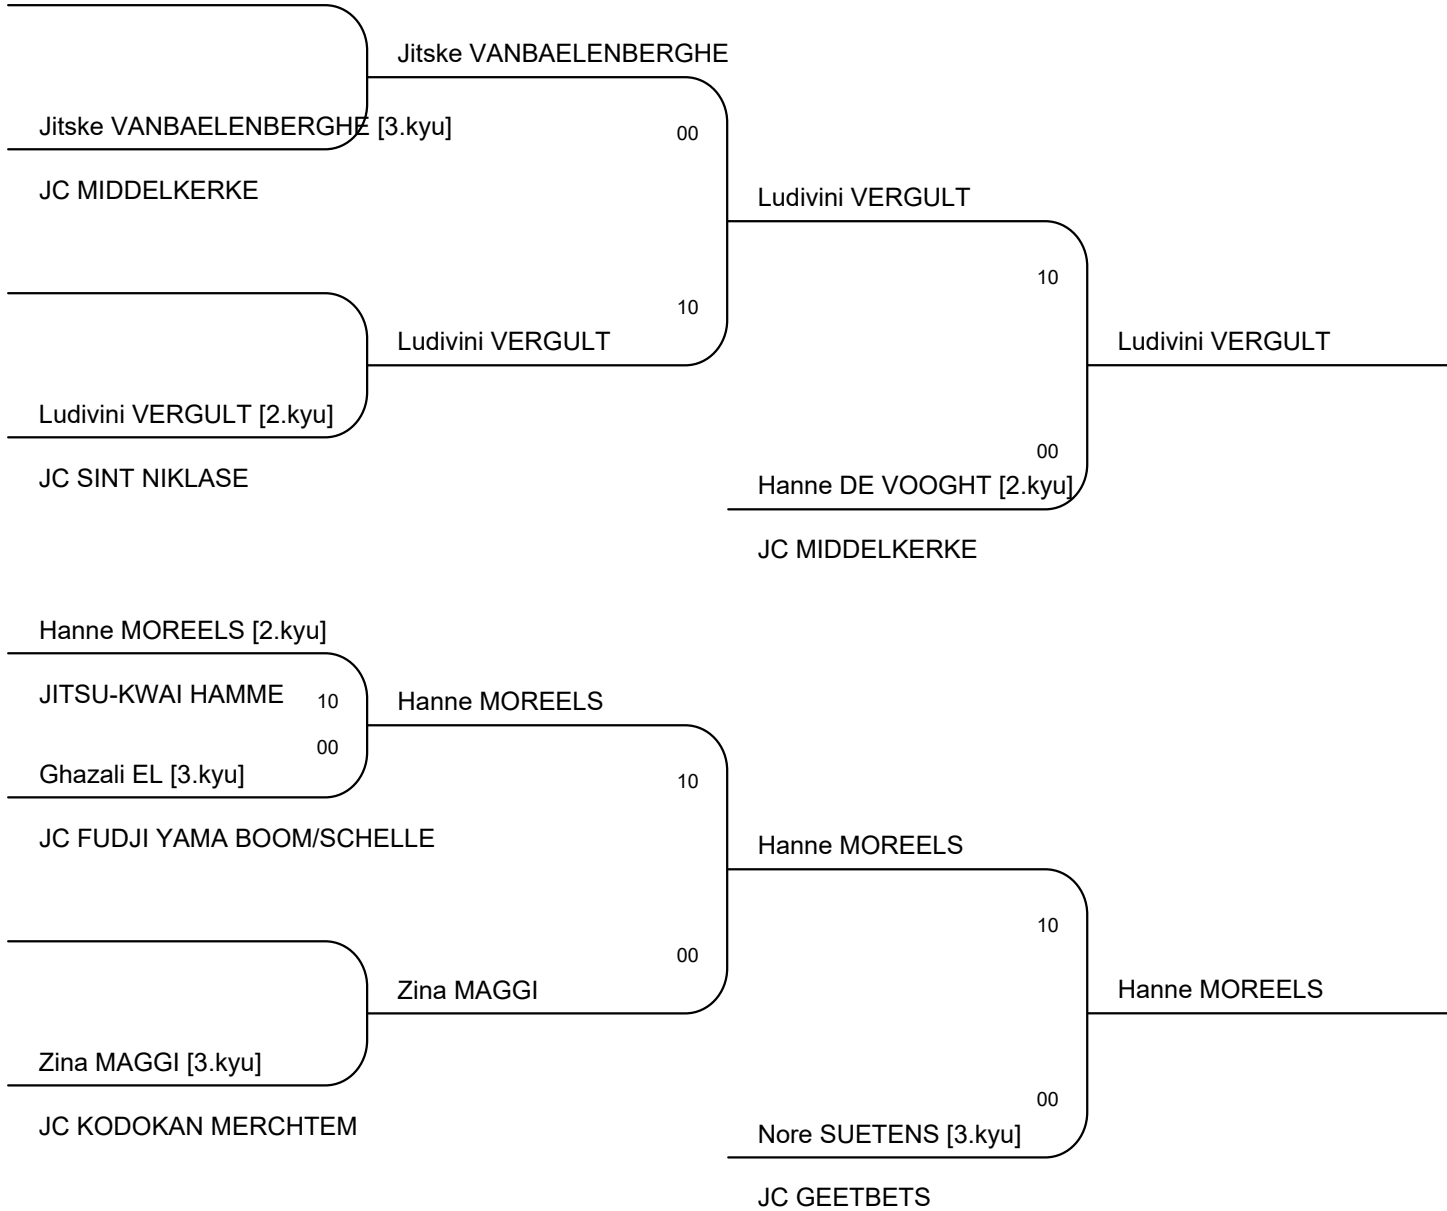 Jitske VANBAELENBERGHE
Jitske VANBAELENBERGHE [3.kyu]
00
JC MIDDELKERKE
Ludivini VERGULT
10
10
Ludivini VERGULT
Ludivini VERGULT
Ludivini VERGULT [2.kyu]
00
JC SINT NIKLASE
Hanne DE VOOGHT [2.kyu]
JC MIDDELKERKE
Hanne MOREELS [2.kyu]
JITSU-KWAI HAMME
10
Hanne MOREELS
00
Ghazali EL [3.kyu]
10
JC FUDJI YAMA BOOM/SCHELLE
Hanne MOREELS
10
00
Zina MAGGI
Hanne MOREELS
Zina MAGGI [3.kyu]
00
JC KODOKAN MERCHTEM
Nore SUETENS [3.kyu]
JC GEETBETS